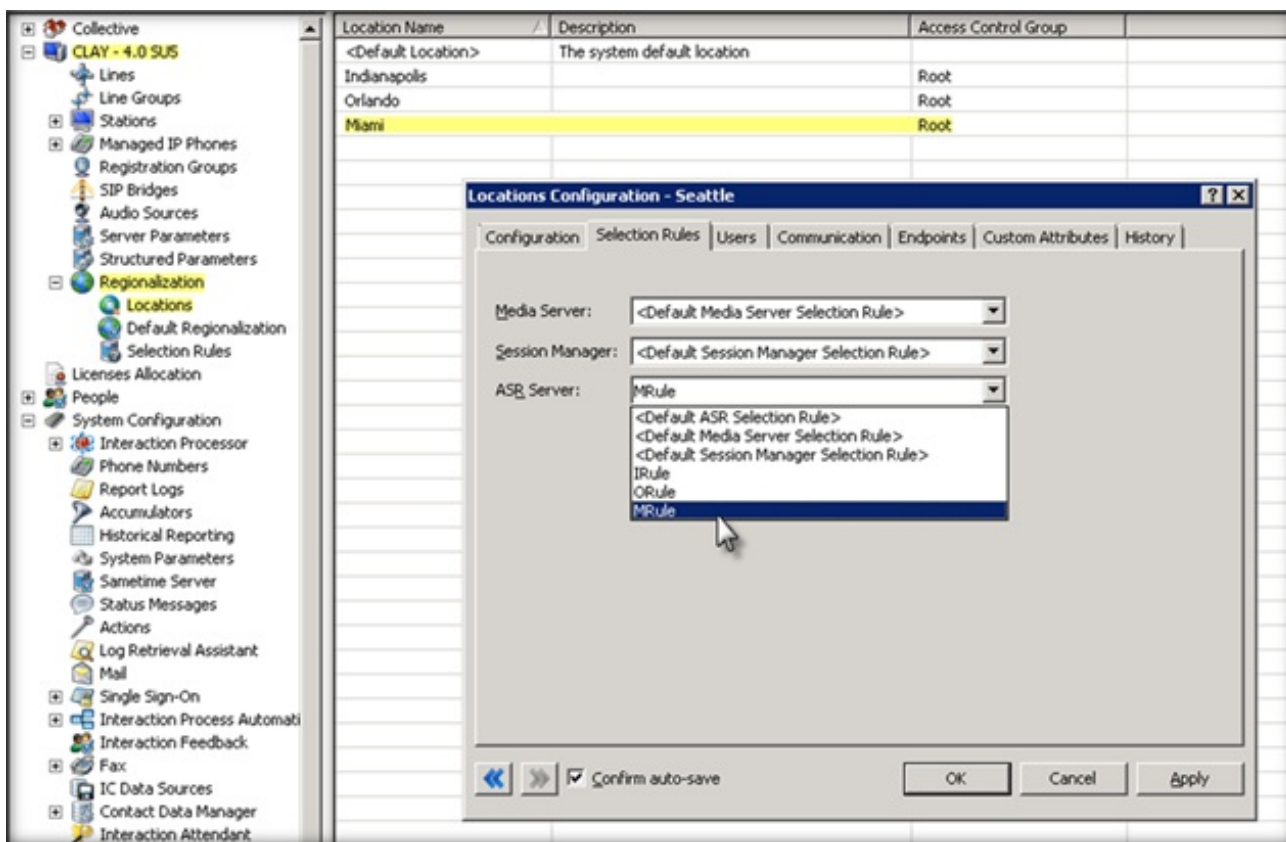 Collective
CLAY - 4.0 SU5
Lines
Line Groups
Stations
Managed IP Phones
Registration Groups
SIP Bridges
Audio Sources
Server Parameters
Structured Parameters
Regionalization
Locations
Default Regionalization
Selection Rules
Licenses Allocation
People
System Configuration
Interaction Processor
Phone Numbers
Report Logs
Accumulators
Historical Reporting
System Parameters
Sametime Server
Status Messages
Actions
Log Retrieval Assistant
Mail
Single Sign-On
Interaction Process Automati
Interaction Feedback
Fax
IC Data Sources
Contact Data Manager
Interaction Attendant
Location Name Description Access Control Group
<Default Location> The system default location
Indianapolis Root
Orlando Root
Miami Root
Locations Configuration - Seattle
Configuration Selection Rules Users Communication Endpoints Custom Attributes History
Media Server: <Default Media Server Selection Rule>
Session Manager: <Default Session Manager Selection Rule>
ASR Server: MRule
<Default ASR Selection Rule>
<Default Media Server Selection Rule>
<Default Session Manager Selection Rule>
IRule
ORule
MRule
Confirm auto-save OK Cancel Apply